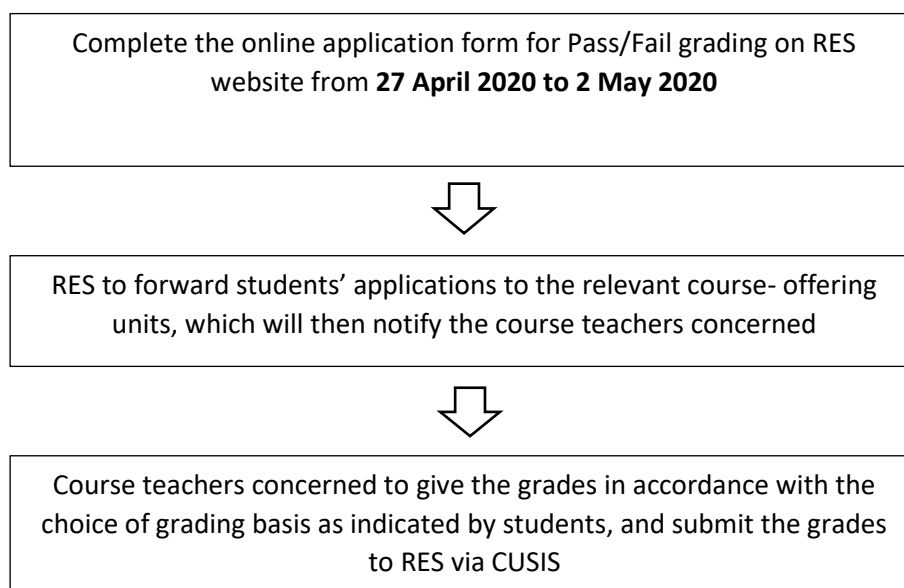 Complete the online application form for Pass/Fail grading on RES
website from 27 April 2020 to 2 May 2020
RES to forward students’ applications to the relevant course- offering
units, which will then notify the course teachers concerned
Course teachers concerned to give the grades in accordance with the
choice of grading basis as indicated by students, and submit the grades
to RES via CUSIS